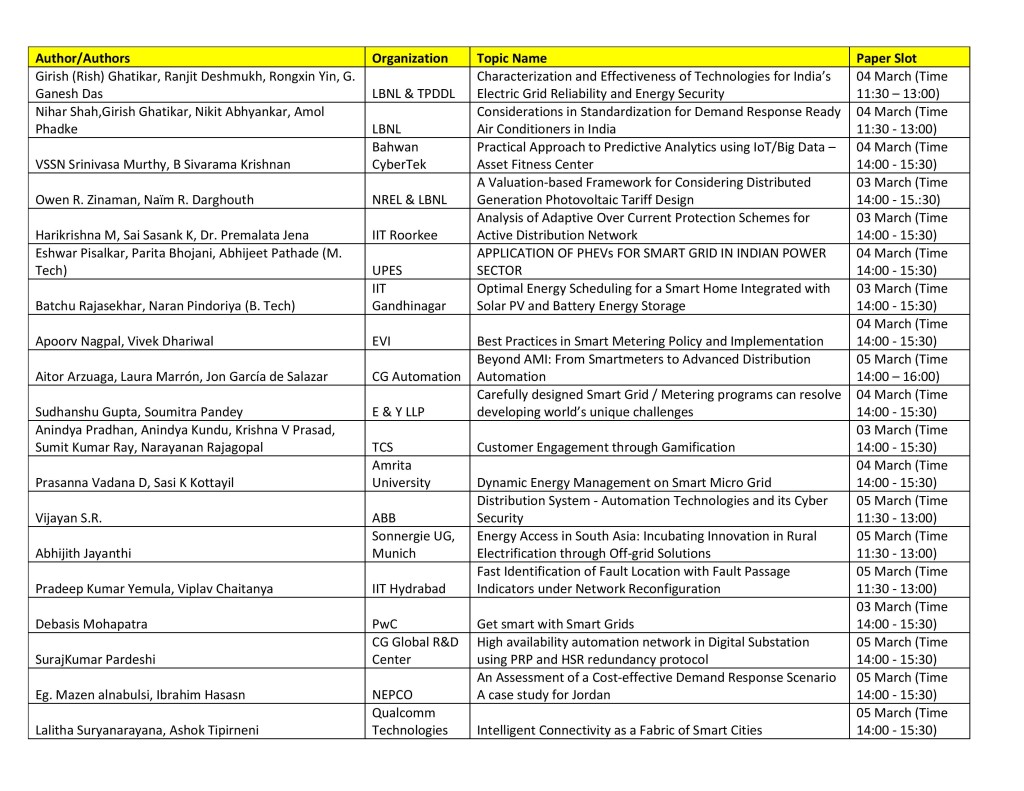 Author/Authors Organization Topic Name Paper Slot
Girish (Rish) Ghatikar, Ranjit Deshmukh, Rongxin Yin, G. Characterization and Effectiveness of Technologies for India’s 04 March (Time
Ganesh Das LBNL & TPDDL Electric Grid Reliability and Energy Security 11:30 – 13:00)
Nihar Shah,Girish Ghatikar, Nikit Abhyankar, Amol Considerations in Standardization for Demand Response Ready 04 March (Time
Phadke LBNL Air Conditioners in India 11:30 - 13:00)
Bahwan Practical Approach to Predictive Analytics using IoT/Big Data – 04 March (Time
VSSN Srinivasa Murthy, B Sivarama Krishnan CyberTek Asset Fitness Center 14:00 - 15:30)
A Valuation-based Framework for Considering Distributed 03 March (Time
Owen R. Zinaman, Naïm R. Darghouth NREL & LBNL Generation Photovoltaic Tariff Design 14:00 - 15.:30)
Analysis of Adaptive Over Current Protection Schemes for 03 March (Time
Harikrishna M, Sai Sasank K, Dr. Premalata Jena IIT Roorkee Active Distribution Network 14:00 - 15:30)
Eshwar Pisalkar, Parita Bhojani, Abhijeet Pathade (M. APPLICATION OF PHEVs FOR SMART GRID IN INDIAN POWER 04 March (Time
Tech) UPES SECTOR 14:00 - 15:30)
IIT Optimal Energy Scheduling for a Smart Home Integrated with 03 March (Time
Batchu Rajasekhar, Naran Pindoriya (B. Tech) Gandhinagar Solar PV and Battery Energy Storage 14:00 - 15:30)
04 March (Time
Apoorv Nagpal, Vivek Dhariwal EVI Best Practices in Smart Metering Policy and Implementation 14:00 - 15:30)
Beyond AMI: From Smartmeters to Advanced Distribution 05 March (Time
Aitor Arzuaga, Laura Marrón, Jon García de Salazar CG Automation Automation 14:00 – 16:00)
Carefully designed Smart Grid / Metering programs can resolve 04 March (Time
Sudhanshu Gupta, Soumitra Pandey E & Y LLP developing world’s unique challenges 14:00 - 15:30)
Anindya Pradhan, Anindya Kundu, Krishna V Prasad, 03 March (Time
Sumit Kumar Ray, Narayanan Rajagopal TCS Customer Engagement through Gamification 14:00 - 15:30)
Amrita 04 March (Time
Prasanna Vadana D, Sasi K Kottayil University Dynamic Energy Management on Smart Micro Grid 14:00 - 15:30)
Distribution System - Automation Technologies and its Cyber 05 March (Time
Vijayan S.R. ABB Security 11:30 - 13:00)
Sonnergie UG, Energy Access in South Asia: Incubating Innovation in Rural 05 March (Time
Abhijith Jayanthi Munich Electrification through Off-grid Solutions 11:30 - 13:00)
Fast Identification of Fault Location with Fault Passage 05 March (Time
Pradeep Kumar Yemula, Viplav Chaitanya IIT Hydrabad Indicators under Network Reconfiguration 11:30 - 13:00)
03 March (Time
Debasis Mohapatra PwC Get smart with Smart Grids 14:00 - 15:30)
CG Global R&D High availability automation network in Digital Substation 05 March (Time
SurajKumar Pardeshi Center using PRP and HSR redundancy protocol 14:00 - 15:30)
An Assessment of a Cost-effective Demand Response Scenario 05 March (Time
Eg. Mazen alnabulsi, Ibrahim Hasasn NEPCO A case study for Jordan 14:00 - 15:30)
Qualcomm 05 March (Time
Lalitha Suryanarayana, Ashok Tipirneni Technologies Intelligent Connectivity as a Fabric of Smart Cities 14:00 - 15:30)